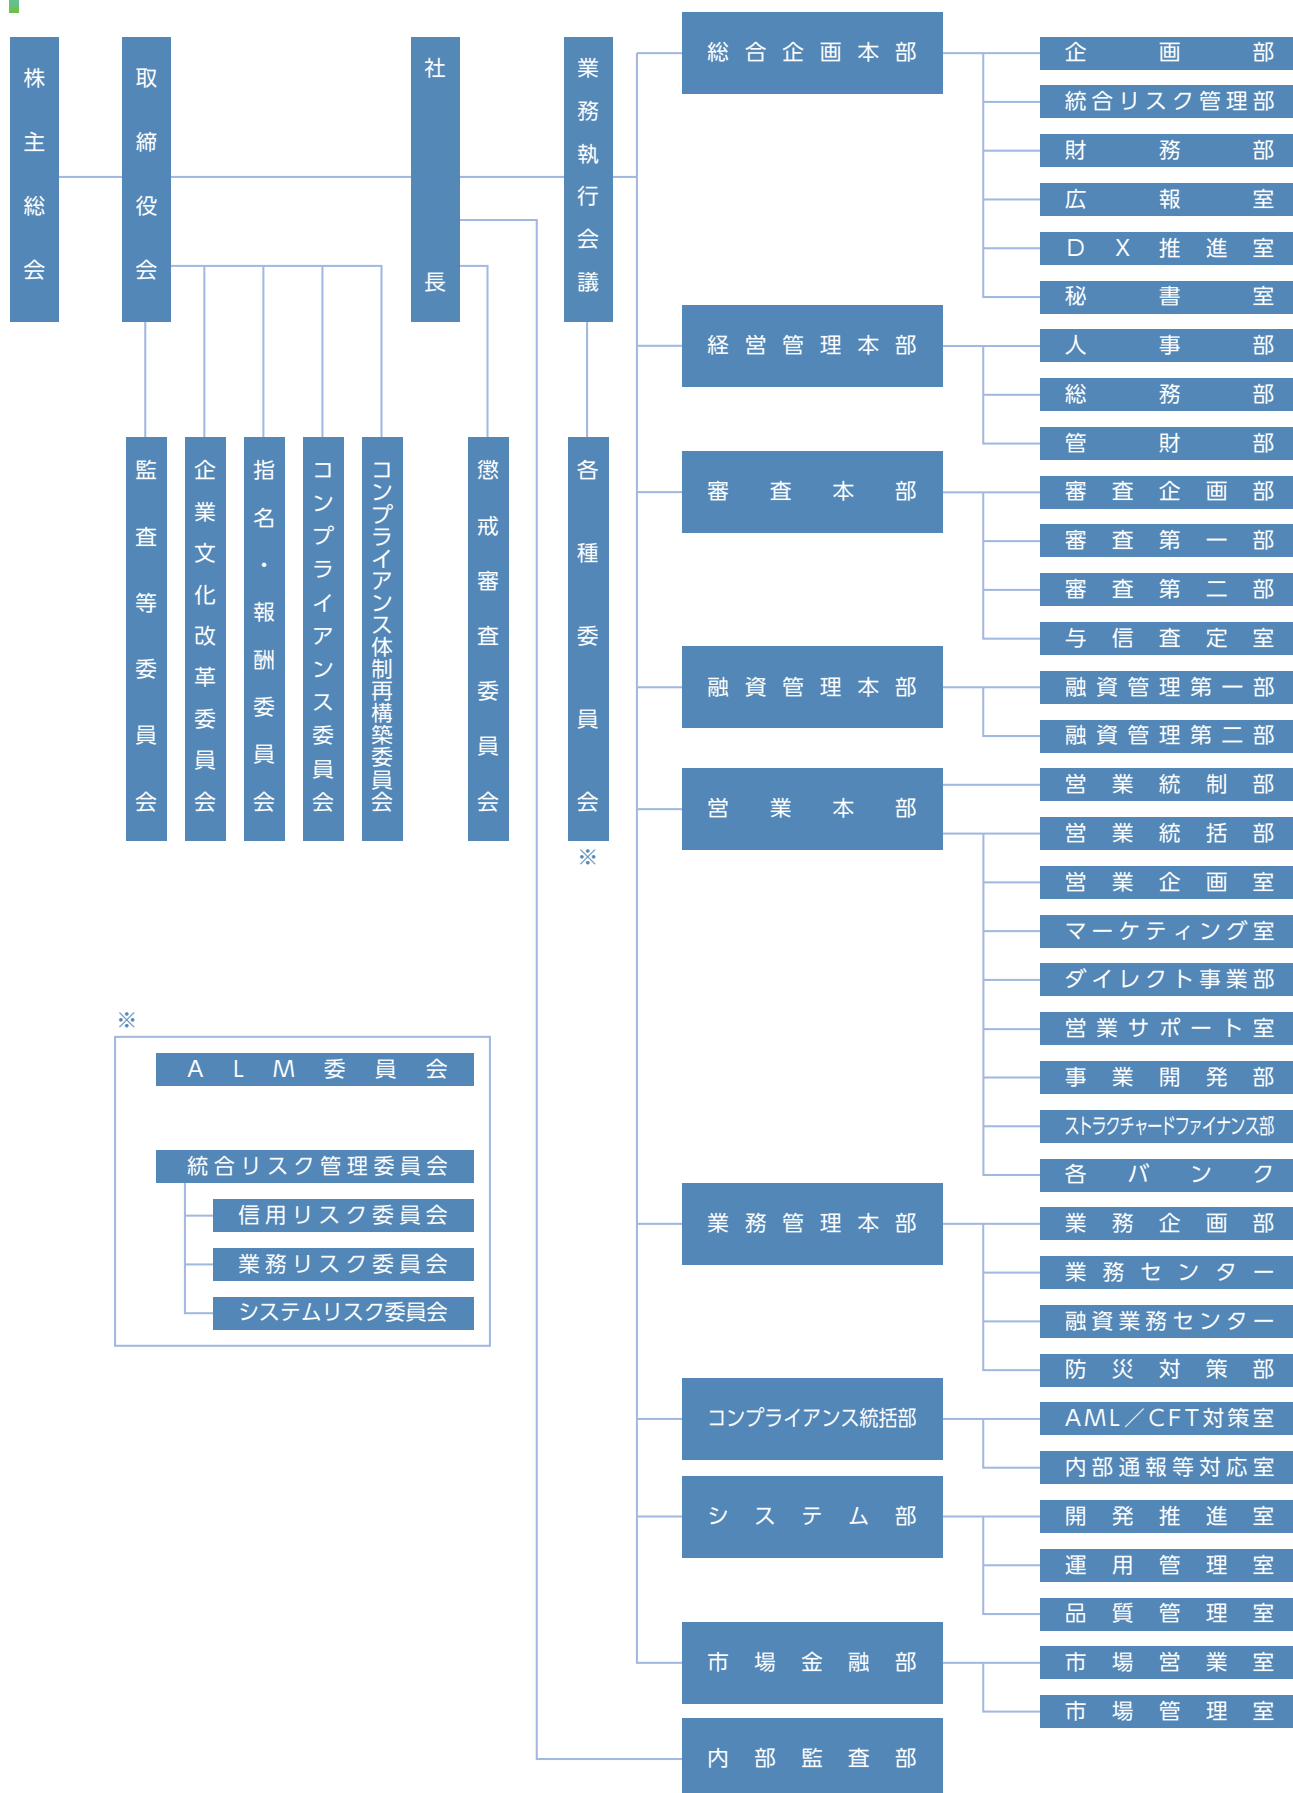 株主総会
取締役会
社長
業務執行会議
監査等委員会
企業文化改革委員会
指名・報酬委員会
コンプライアンス委員会
コンプライアンス体制再構築委員会
懲戒審査委員会
各種委員会
※
※
ALM委員会
統合リスク管理委員会
信用リスク委員会
業務リスク委員会
システムリスク委員会
総合企画本部
企画部
統合リスク管理部
財務部
広報室
DX推進室
秘書室
経営管理本部
人事部
総務部
管財部
審査本部
審査企画部
審査第一部
審査第二部
与信査定室
融資管理本部
融資管理第一部
融資管理第二部
営業本部
営業統制部
営業統括部
営業企画室
マーケティング室
ダイレクト事業部
営業サポート室
事業開発部
ストラクチャードファイナンス部
各バンク
業務管理本部
業務企画部
業務センター
融資業務センター
防災対策部
コンプライアンス統括部
AML／CFT対策室
内部通報等対応室
システム部
開発推進室
運用管理室
品質管理室
市場金融部
市場営業室
市場管理室
内部監査部